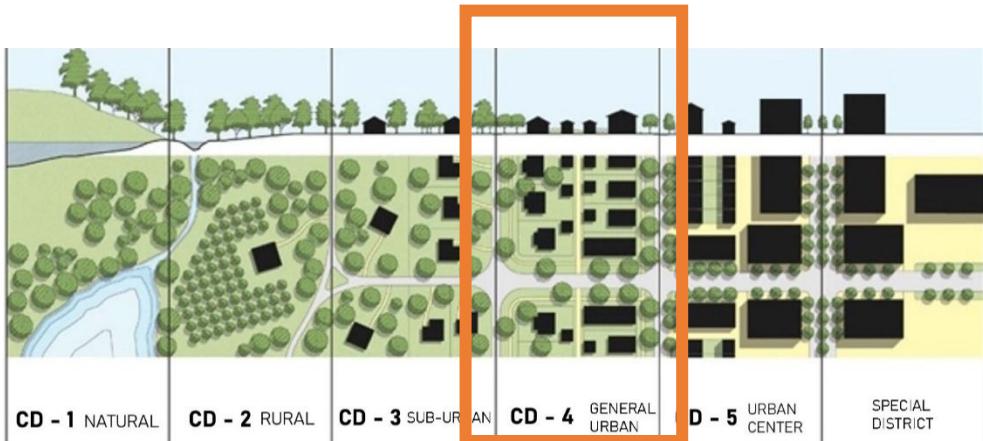 CD - 1 NATURAL
CD - 2 RURAL
CD - 3 SUB-URBAN
CD - 4 GENERAL
URBAN
D - 5 URBAN
CENTER
SPECIAL
DISTRICT